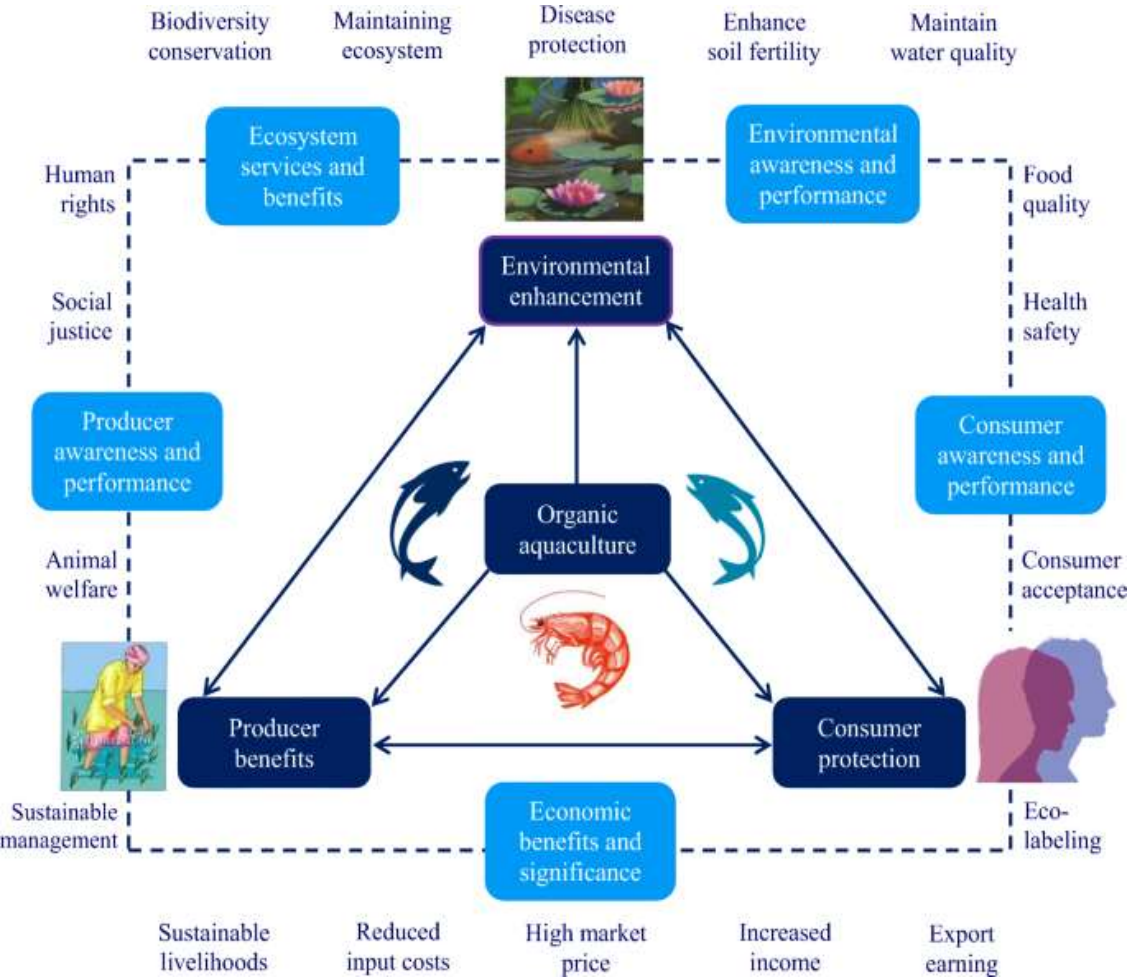 Biodiversity
conservation
Maintaining
ecosystem
Disease
protection
Enhance
soil fertility
Maintain
water quality
Ecosystem
services and
benefits
Environmental
awareness and
performance
Human
rights
Food
quality
Environmental
enhancement
Social
justice
Health
safety
Producer
awareness and
performance
Consumer
awareness and
performance
Organic
aquaculture
Animal
welfare
Consumer
acceptance
Producer
benefits
Consumer
protection
Sustainable
management
Economic
benefits and
significance
Eco-
labeling
Sustainable
livelihoods
Reduced
input costs
High market
price
Increased
income
Export
earning